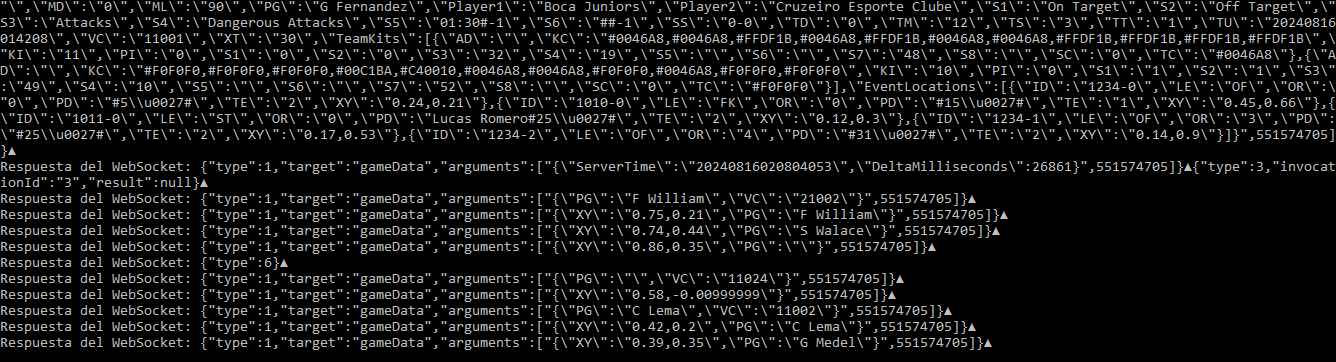 "\",\"MD\":\"0\",\"ML\":\"90\",\"PG\":\"G Fernandez\",\"Player1\":\"Boca Juniors\",\"Player2\":\"Cruzeiro Esporte Clube\",\"S1\":\"On Target\",\"S2\":\"Off Target\",\"
S3\":\"Attacks\",\"S4\":\"Dangerous Attacks\",\"S5\":\"01:30#-1\",\"S6\":\"##-1\",\"SS\":\"0-0\",\"TD\":\"0\",\"TM\":\"12\",\"TS\":\"3\",\"TT\":\"1\",\"TU\":\"20240816
014208\",\"VC\":\"11001\",\"XT\":\"30\",\"TeamKits\":[{\"AD\":\"\",\"KC\":\"#0046A8,#0046A8,#FFDF1B,#0046A8,#FFDF1B,#0046A8,#0046A8,#FFDF1B,#FFDF1B,#FFDF1B\",\"
\"KI\":\"11\",\"PI\":\"0\",\"S1\":\"0\",\"S2\":\"0\",\"S3\":\"32\",\"S4\":\"19\",\"S5\":\"\",\"S6\":\"\",\"S7\":\"48\",\"S8\":\"\",\"SC\":\"0\",\"TC\":\"#0046A8\"},{\"A
D\":\"\",\"KC\":\"#F0F0F0,#F0F0F0,#F0F0F0,#00C1BA,#C40010,#0046A8,#0046A8,#F0F0F0,#0046A8,#F0F0F0,#F0F0F0\",\"KI\":\"10\",\"PI\":\"0\",\"S1\":\"1\",\"S2\":\"1\",\"S3\"
:\"49\",\"S4\":\"10\",\"S5\":\"\",\"S6\":\"\",\"S7\":\"52\",\"S8\":\"\",\"SC\":\"0\",\"TC\":\"#F0F0F0\"}],\"EventLocations\":[{\"ID\":\"1234-0\",\"LE\":\"OF\",\"OR\":\
"0\",\"PD\":\"#5\\u0027#\",\"TE\":\"2\",\"XY\":\"0.24,0.21\"},{\"ID\":\"1010-0\",\"LE\":\"FK\",\"OR\":\"0\",\"PD\":\"#15\\u0027#\",\"TE\":\"1\",\"XY\":\"0.45,0.66\"},{
\"ID\":\"1011-0\",\"LE\":\"ST\",\"OR\":\"0\",\"PD\":\"Lucas Romero#25\\u0027#\",\"TE\":\"2\",\"XY\":\"0.12,0.3\"},{\"ID\":\"1234-1\",\"LE\":\"OF\",\"OR\":\"3\",\"PD\":
\"#25\\u0027#\",\"TE\":\"2\",\"XY\":\"0.17,0.53\"},{\"ID\":\"1234-2\",\"LE\":\"OF\",\"OR\":\"4\",\"PD\":\"#31\\u0027#\",\"TE\":\"2\",\"XY\":\"0.14,0.9\"}]}",551574705]
}▲
Respuesta del WebSocket: {"type":1,"target":"gameData","arguments":["{\"ServerTime\":\"20240816020804053\",\"DeltaMilliseconds\":26861}",551574705]}▲{"type":3,"invocat
ionId":"3","result":null}▲
Respuesta del WebSocket: {"type":1,"target":"gameData","arguments":["{\"PG\":\"F William\",\"VC\":\"21002\"}",551574705]}▲
Respuesta del WebSocket: {"type":1,"target":"gameData","arguments":["{\"XY\":\"0.75,0.21\",\"PG\":\"F William\"}",551574705]}▲
Respuesta del WebSocket: {"type":1,"target":"gameData","arguments":["{\"XY\":\"0.74,0.44\",\"PG\":\"S Walace\"}",551574705]}▲
Respuesta del WebSocket: {"type":1,"target":"gameData","arguments":["{\"XY\":\"0.86,0.35\",\"PG\":\"\"}",551574705]}▲
Respuesta del WebSocket: {"type":6}▲
Respuesta del WebSocket: {"type":1,"target":"gameData","arguments":["{\"PG\":\"\",\"VC\":\"11024\"}",551574705]}▲
Respuesta del WebSocket: {"type":1,"target":"gameData","arguments":["{\"XY\":\"0.58,-0.00999999\"}",551574705]}▲
Respuesta del WebSocket: {"type":1,"target":"gameData","arguments":["{\"PG\":\"C Lema\",\"VC\":\"11002\"}",551574705]}▲
Respuesta del WebSocket: {"type":1,"target":"gameData","arguments":["{\"XY\":\"0.42,0.2\",\"PG\":\"C Lema\"}",551574705]}▲
Respuesta del WebSocket: {"type":1,"target":"gameData","arguments":["{\"XY\":\"0.39,0.35\",\"PG\":\"G Medel\"}",551574705]}▲